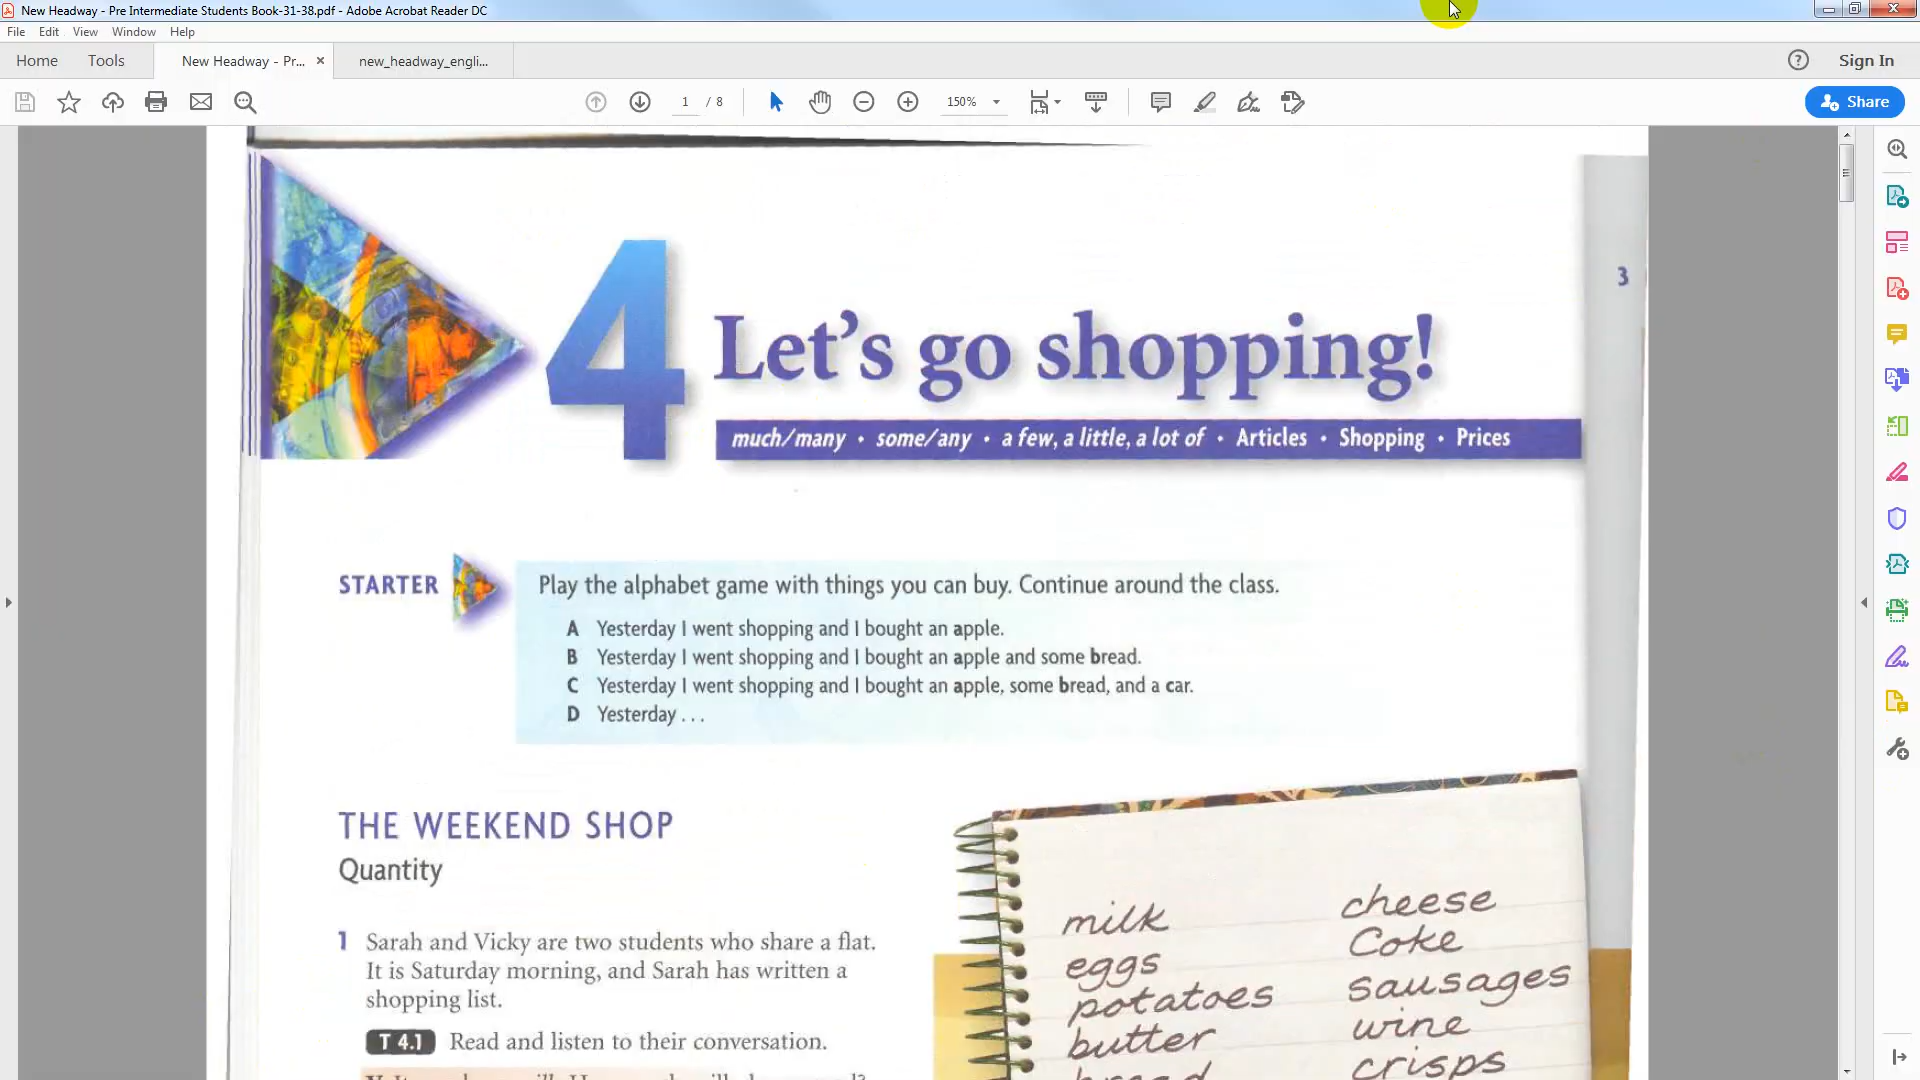 New Headway - Pre Intermediate Students Book-31-38.pdf - Adobe Acrobat Reader DC
File Edit View Window Help
Home Tools New Headway - Pr... new_headway_engli... Sign In
1 / 8 150% Share
3
4 Let's go shopping!
much/many • some/any • a few, a little, a lot of • Articles • Shopping • Prices
STARTER Play the alphabet game with things you can buy. Continue around the class.
A Yesterday I went shopping and I bought an apple.
B Yesterday I went shopping and I bought an apple and some bread.
C Yesterday I went shopping and I bought an apple, some bread, and a car.
D Yesterday . . .
THE WEEKEND SHOP
Quantity
1 Sarah and Vicky are two students who share a flat.
It is Saturday morning, and Sarah has written a
shopping list.
T 4.1 Read and listen to their conversation.
milk
eggs
potatoes
butter
cheese
Coke
sausages
wine
crisps